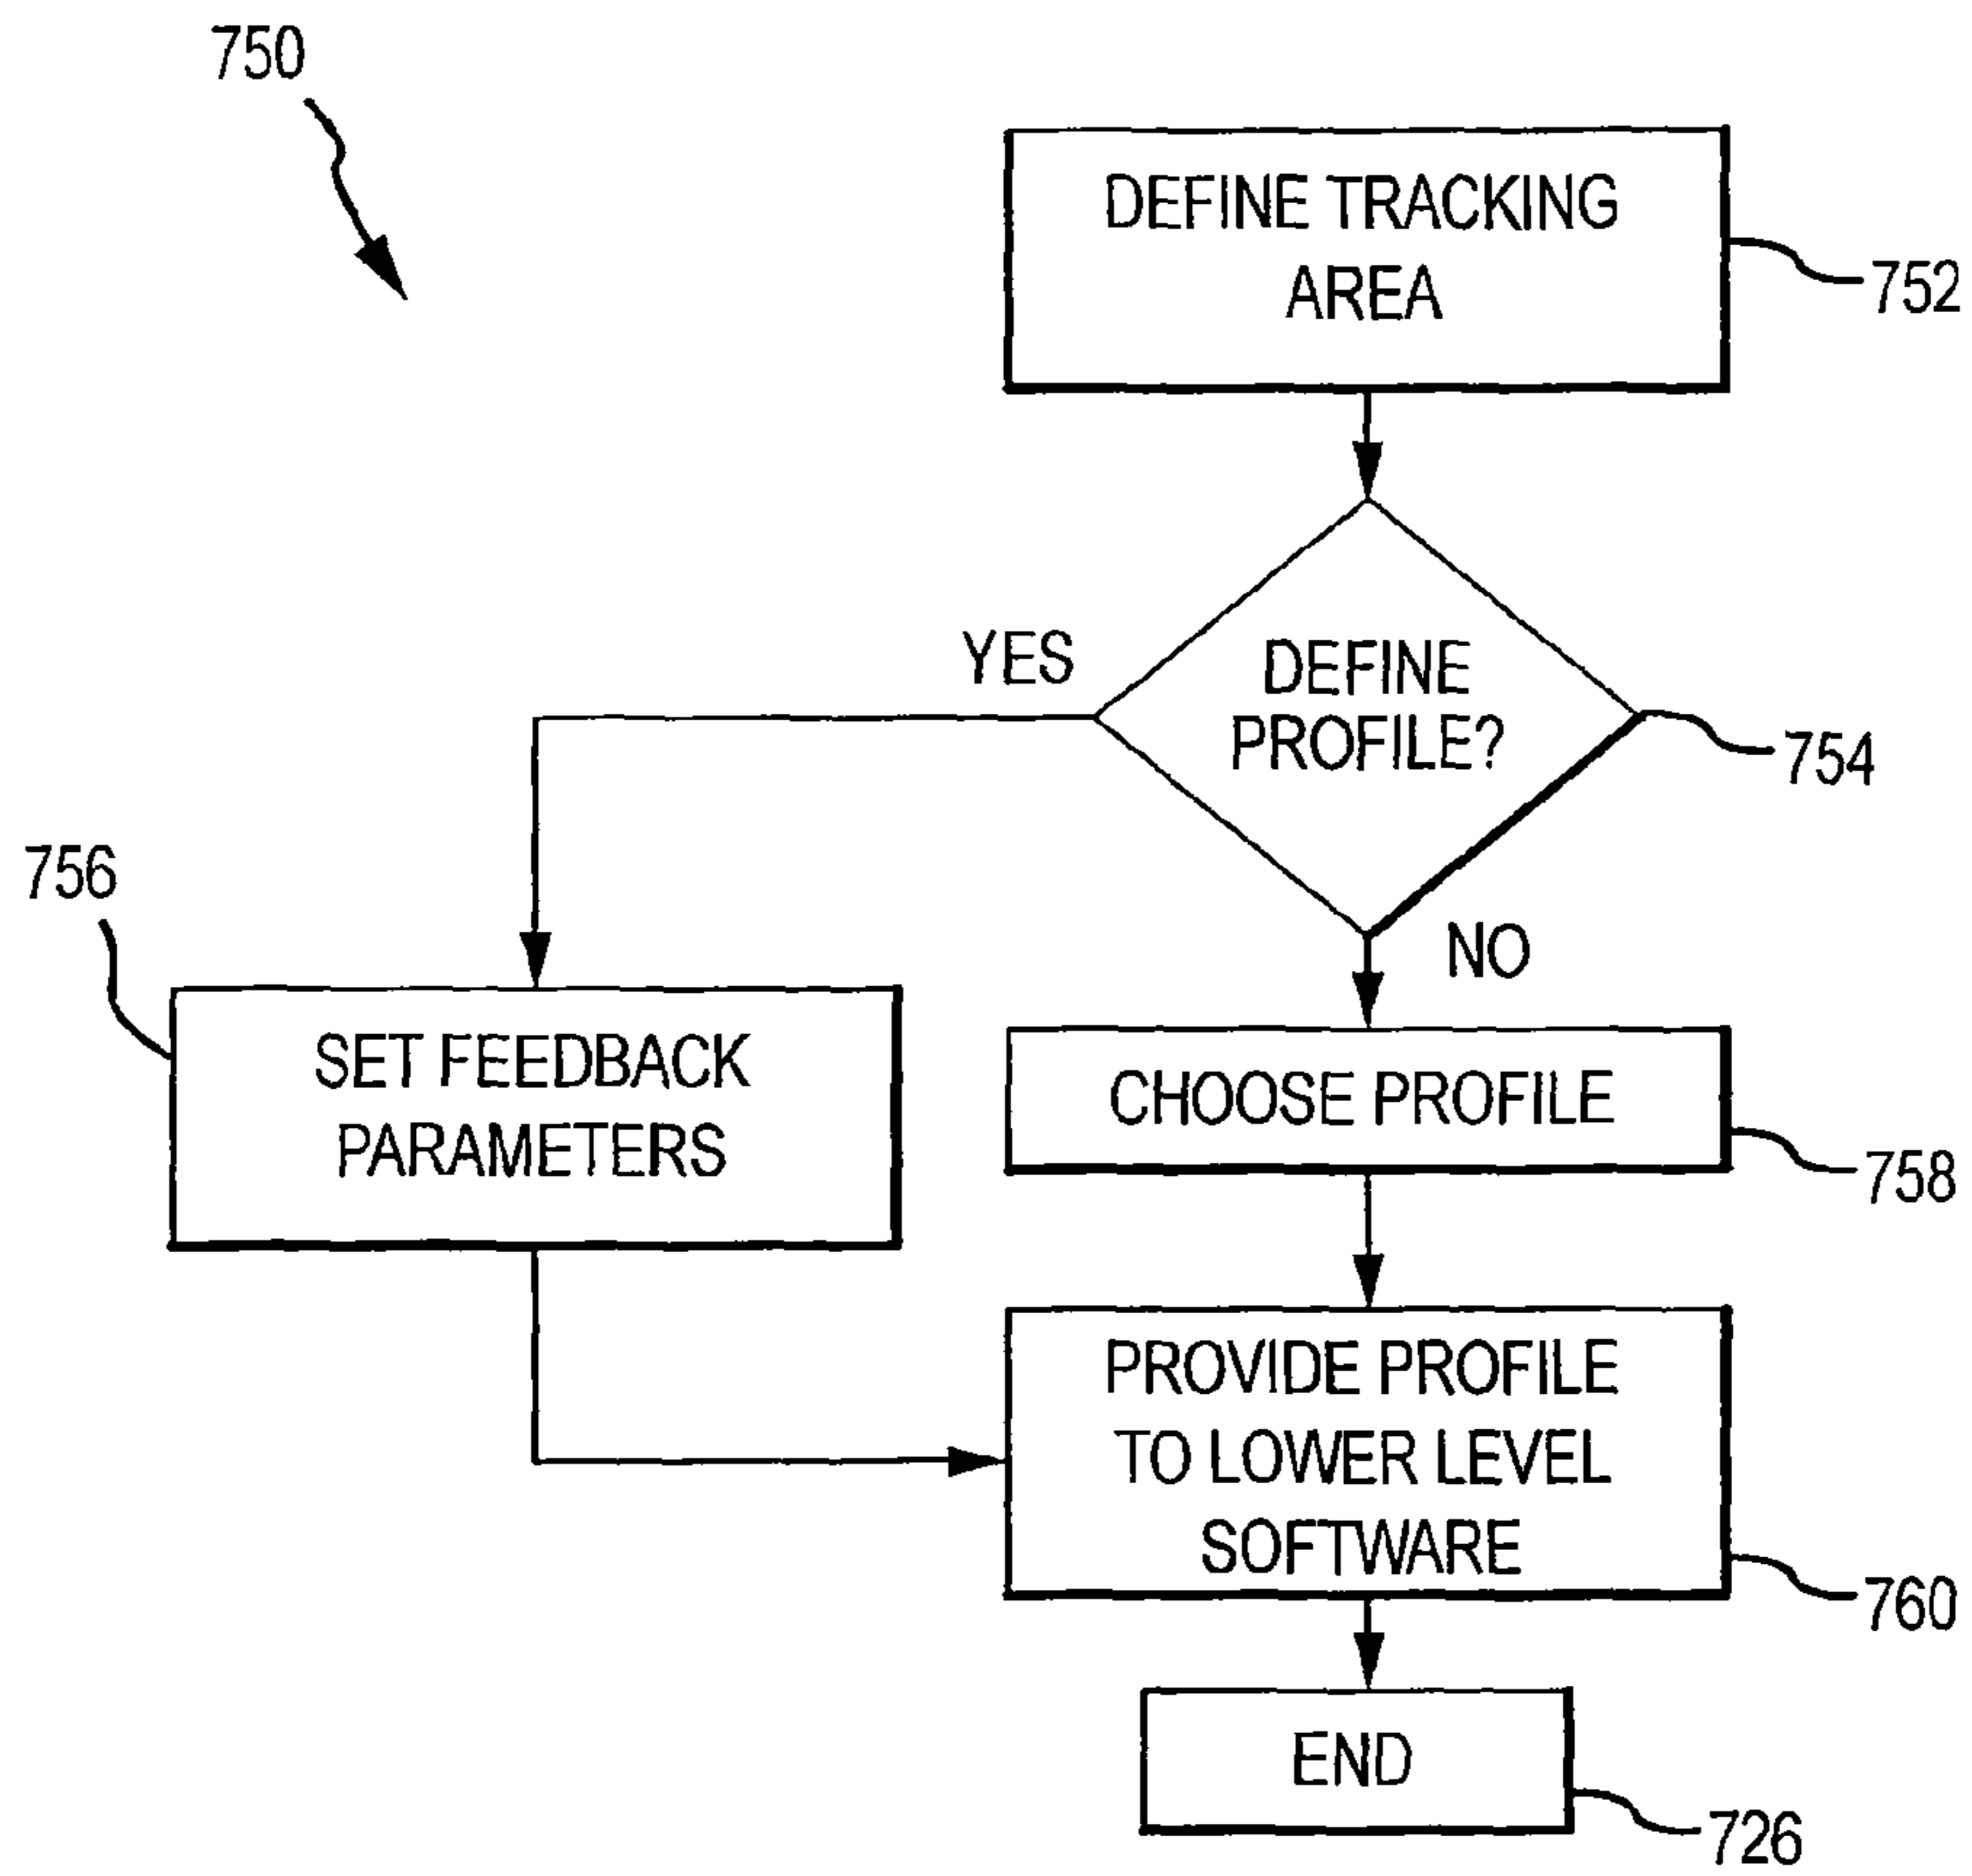 750
DEFINE TRACKING
AREA
752
DEFINE
PROFILE?
YES
754
NO
756
SET FEEDBACK
PARAMETERS
CHOOSE PROFILE
758
PROVIDE PROFILE
TO LOWER LEVEL
SOFTWARE
760
END
726